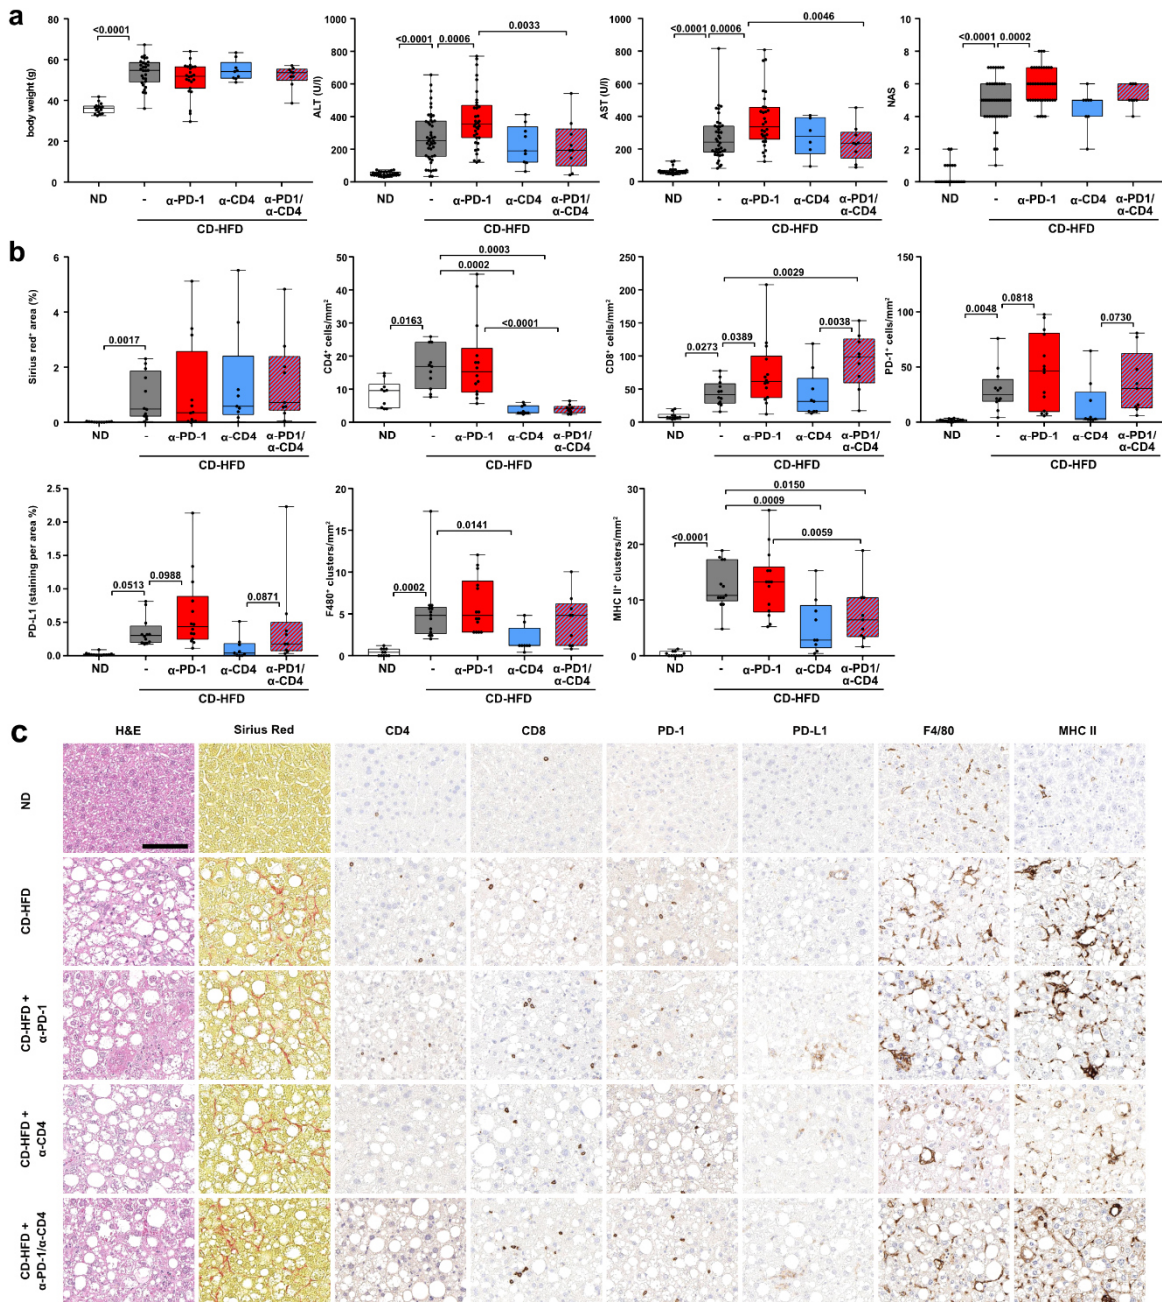 a
body weight (g)
80
60
40
20
0
<0.0001
ND
-
α-PD-1
α-CD4
α-PD1/
α-CD4
CD-HFD
ALT (U/l)
1000
800
600
400
200
0
<0.0001
0.0006
0.0033
ND
-
α-PD-1
α-CD4
α-PD1/
α-CD4
CD-HFD
AST (U/l)
1000
800
600
400
200
0
<0.0001
0.0006
0.0046
ND
-
α-PD-1
α-CD4
α-PD1/
α-CD4
CD-HFD
NAS
10
8
6
4
2
0
<0.0001
0.0002
ND
-
α-PD-1
α-CD4
α-PD1/
α-CD4
CD-HFD
b
Sirius red⁺ area (%)
6
4
2
0
0.0017
ND
-
α-PD-1
α-CD4
α-PD1/
α-CD4
CD-HFD
CD4⁺ cells/mm²
50
40
30
20
10
0
0.0163
0.0003
0.0002
<0.0001
ND
-
α-PD-1
α-CD4
α-PD1/
α-CD4
CD-HFD
CD8⁺ cells/mm²
250
200
150
100
50
0
0.0273
0.0389
0.0029
0.0038
ND
-
α-PD-1
α-CD4
α-PD1/
α-CD4
CD-HFD
PD-1⁺ cells/mm²
150
100
50
0
0.0048
0.0818
0.0730
ND
-
α-PD-1
α-CD4
α-PD1/
α-CD4
CD-HFD
PD-L1 (staining per area %)
2.5
2.0
1.5
1.0
0.5
0.0
0.0513
0.0988
0.0871
ND
-
α-PD-1
α-CD4
α-PD1/
α-CD4
CD-HFD
F480⁺ clusters/mm²
20
15
10
5
0
0.0002
0.0141
ND
-
α-PD-1
α-CD4
α-PD1/
α-CD4
CD-HFD
MHC II⁺ clusters/mm²
30
20
10
0
<0.0001
0.0150
0.0009
0.0059
ND
-
α-PD-1
α-CD4
α-PD1/
α-CD4
CD-HFD
c
H&E
Sirius Red
CD4
CD8
PD-1
PD-L1
F4/80
MHC II
ND
CD-HFD
CD-HFD +
α-PD-1
CD-HFD +
α-CD4
CD-HFD +
α-PD-1/α-CD4